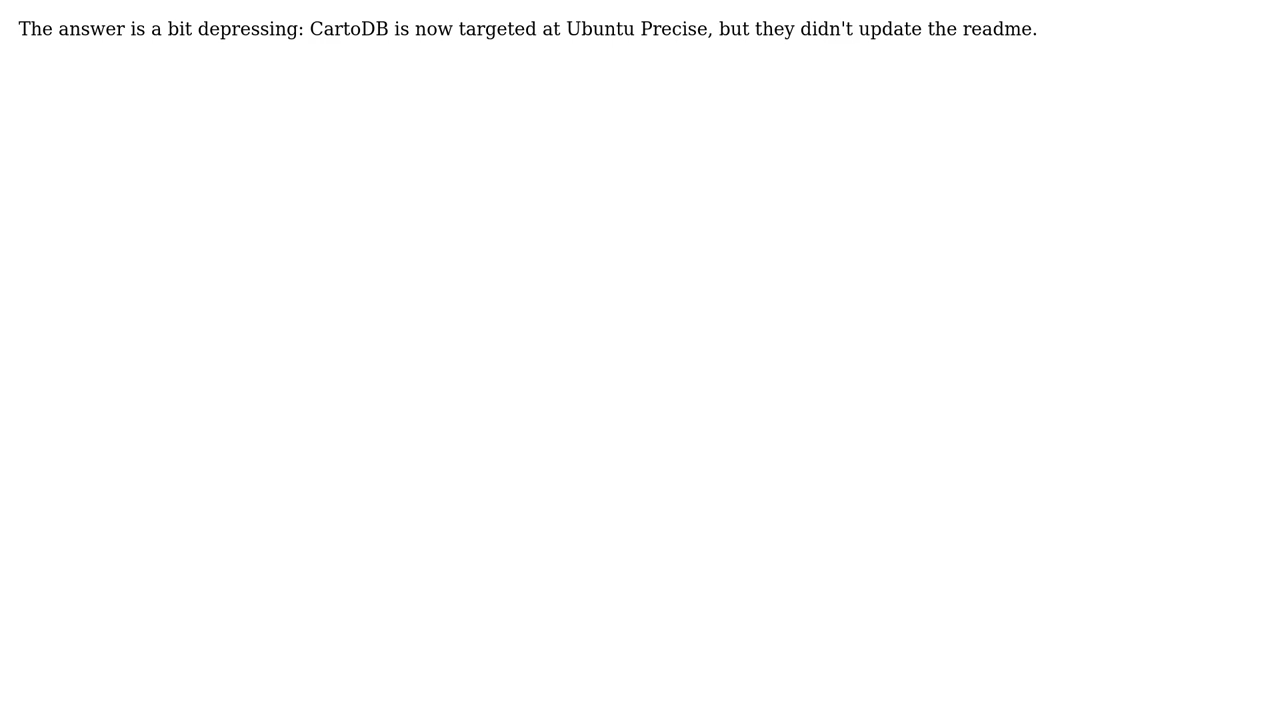 The answer is a bit depressing: CartoDB is now targeted at Ubuntu Precise, but they didn't update the readme.